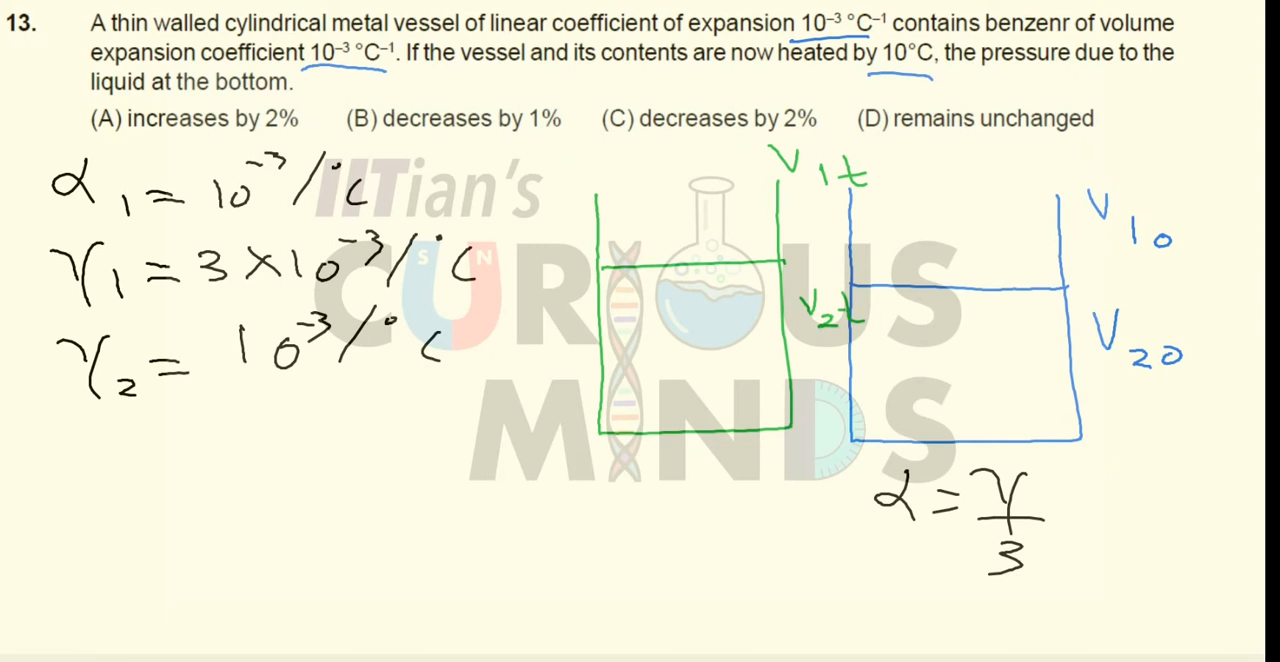 13. A thin walled cylindrical metal vessel of linear coefficient of expansion 10⁻³ °C⁻¹ contains benzenr of volume
expansion coefficient 10⁻³ °C⁻¹. If the vessel and its contents are now heated by 10°C, the pressure due to the
liquid at the bottom.
(A) increases by 2% (B) decreases by 1% (C) decreases by 2% (D) remains unchanged
α₁ = 10⁻³/°C
γ₁ = 3×10⁻³/°C
γ₂ = 10⁻³/°C
V₁t
V₂t
V₁₀
V₂₀
α = γ/3
IITian's
CURIOUS
S N
MINDS